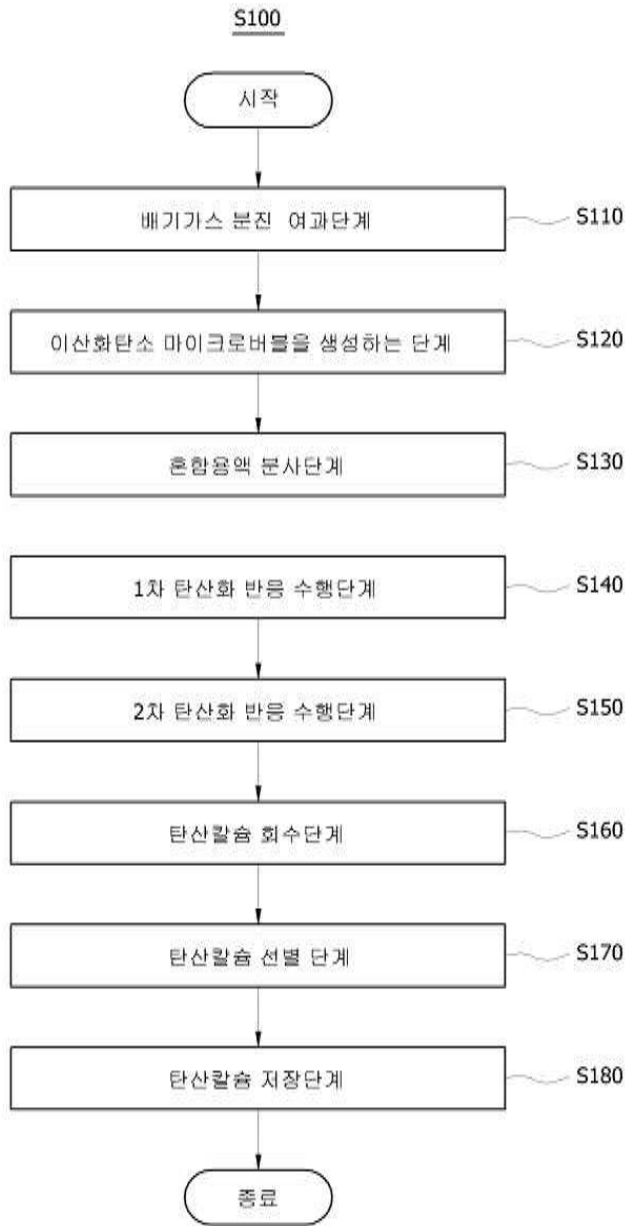 S100
시작
배기가스 분진 여과단계 S110
이산화탄소 마이크로버블을 생성하는 단계 S120
혼합용액 분사단계 S130
1차 탄산화 반응 수행단계 S140
2차 탄산화 반응 수행단계 S150
탄산칼슘 회수단계 S160
탄산칼슘 선별 단계 S170
탄산칼슘 저장단계 S180
종료